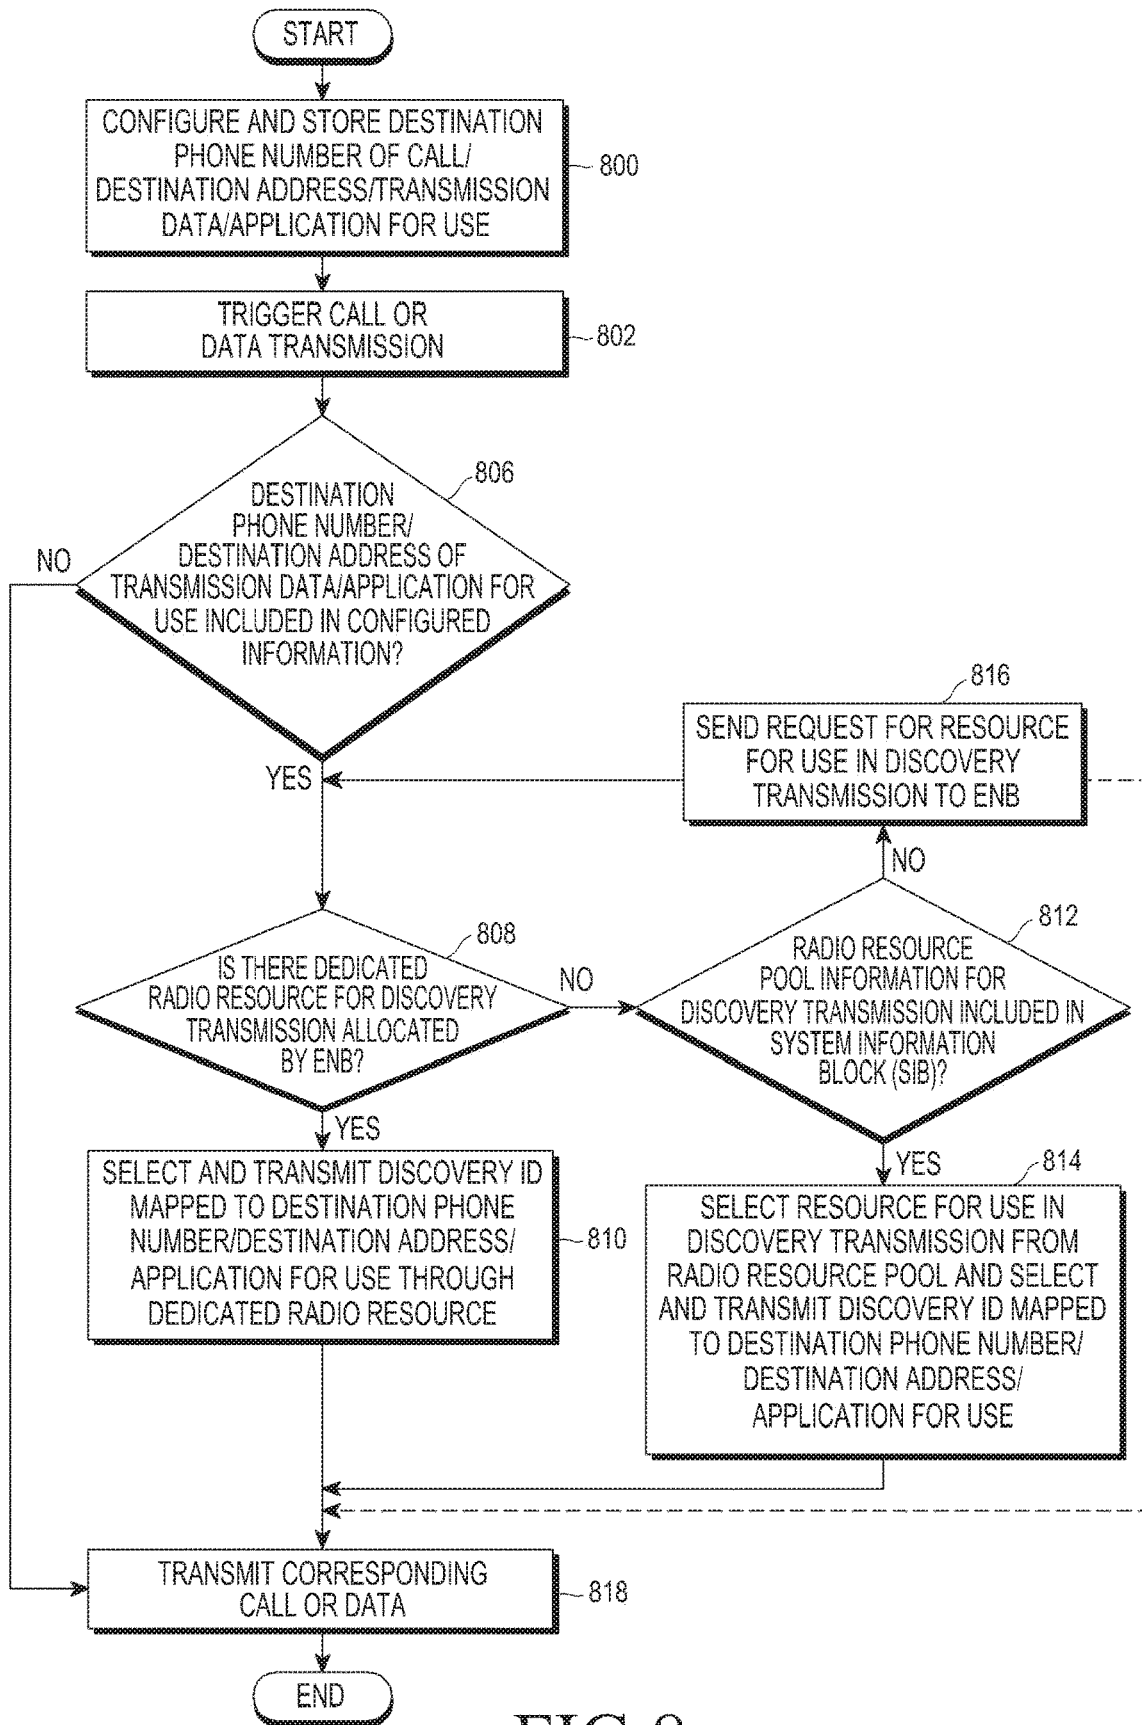 START
CONFIGURE AND STORE DESTINATION
PHONE NUMBER OF CALL/
DESTINATION ADDRESS/TRANSMISSION
DATA/APPLICATION FOR USE
800
TRIGGER CALL OR
DATA TRANSMISSION
802
806
DESTINATION
PHONE NUMBER/
DESTINATION ADDRESS OF
TRANSMISSION DATA/APPLICATION FOR
USE INCLUDED IN CONFIGURED
INFORMATION?
NO
YES
816
SEND REQUEST FOR RESOURCE
FOR USE IN DISCOVERY
TRANSMISSION TO ENB
NO
808
IS THERE DEDICATED
RADIO RESOURCE FOR DISCOVERY
TRANSMISSION ALLOCATED
BY ENB?
NO
812
RADIO RESOURCE
POOL INFORMATION FOR
DISCOVERY TRANSMISSION INCLUDED IN
SYSTEM INFORMATION
BLOCK (SIB)?
YES
SELECT AND TRANSMIT DISCOVERY ID
MAPPED TO DESTINATION PHONE
NUMBER/DESTINATION ADDRESS/
APPLICATION FOR USE THROUGH
DEDICATED RADIO RESOURCE
810
YES
814
SELECT RESOURCE FOR USE IN
DISCOVERY TRANSMISSION FROM
RADIO RESOURCE POOL AND SELECT
AND TRANSMIT DISCOVERY ID MAPPED
TO DESTINATION PHONE NUMBER/
DESTINATION ADDRESS/
APPLICATION FOR USE
TRANSMIT CORRESPONDING
CALL OR DATA
818
END
FIG.8